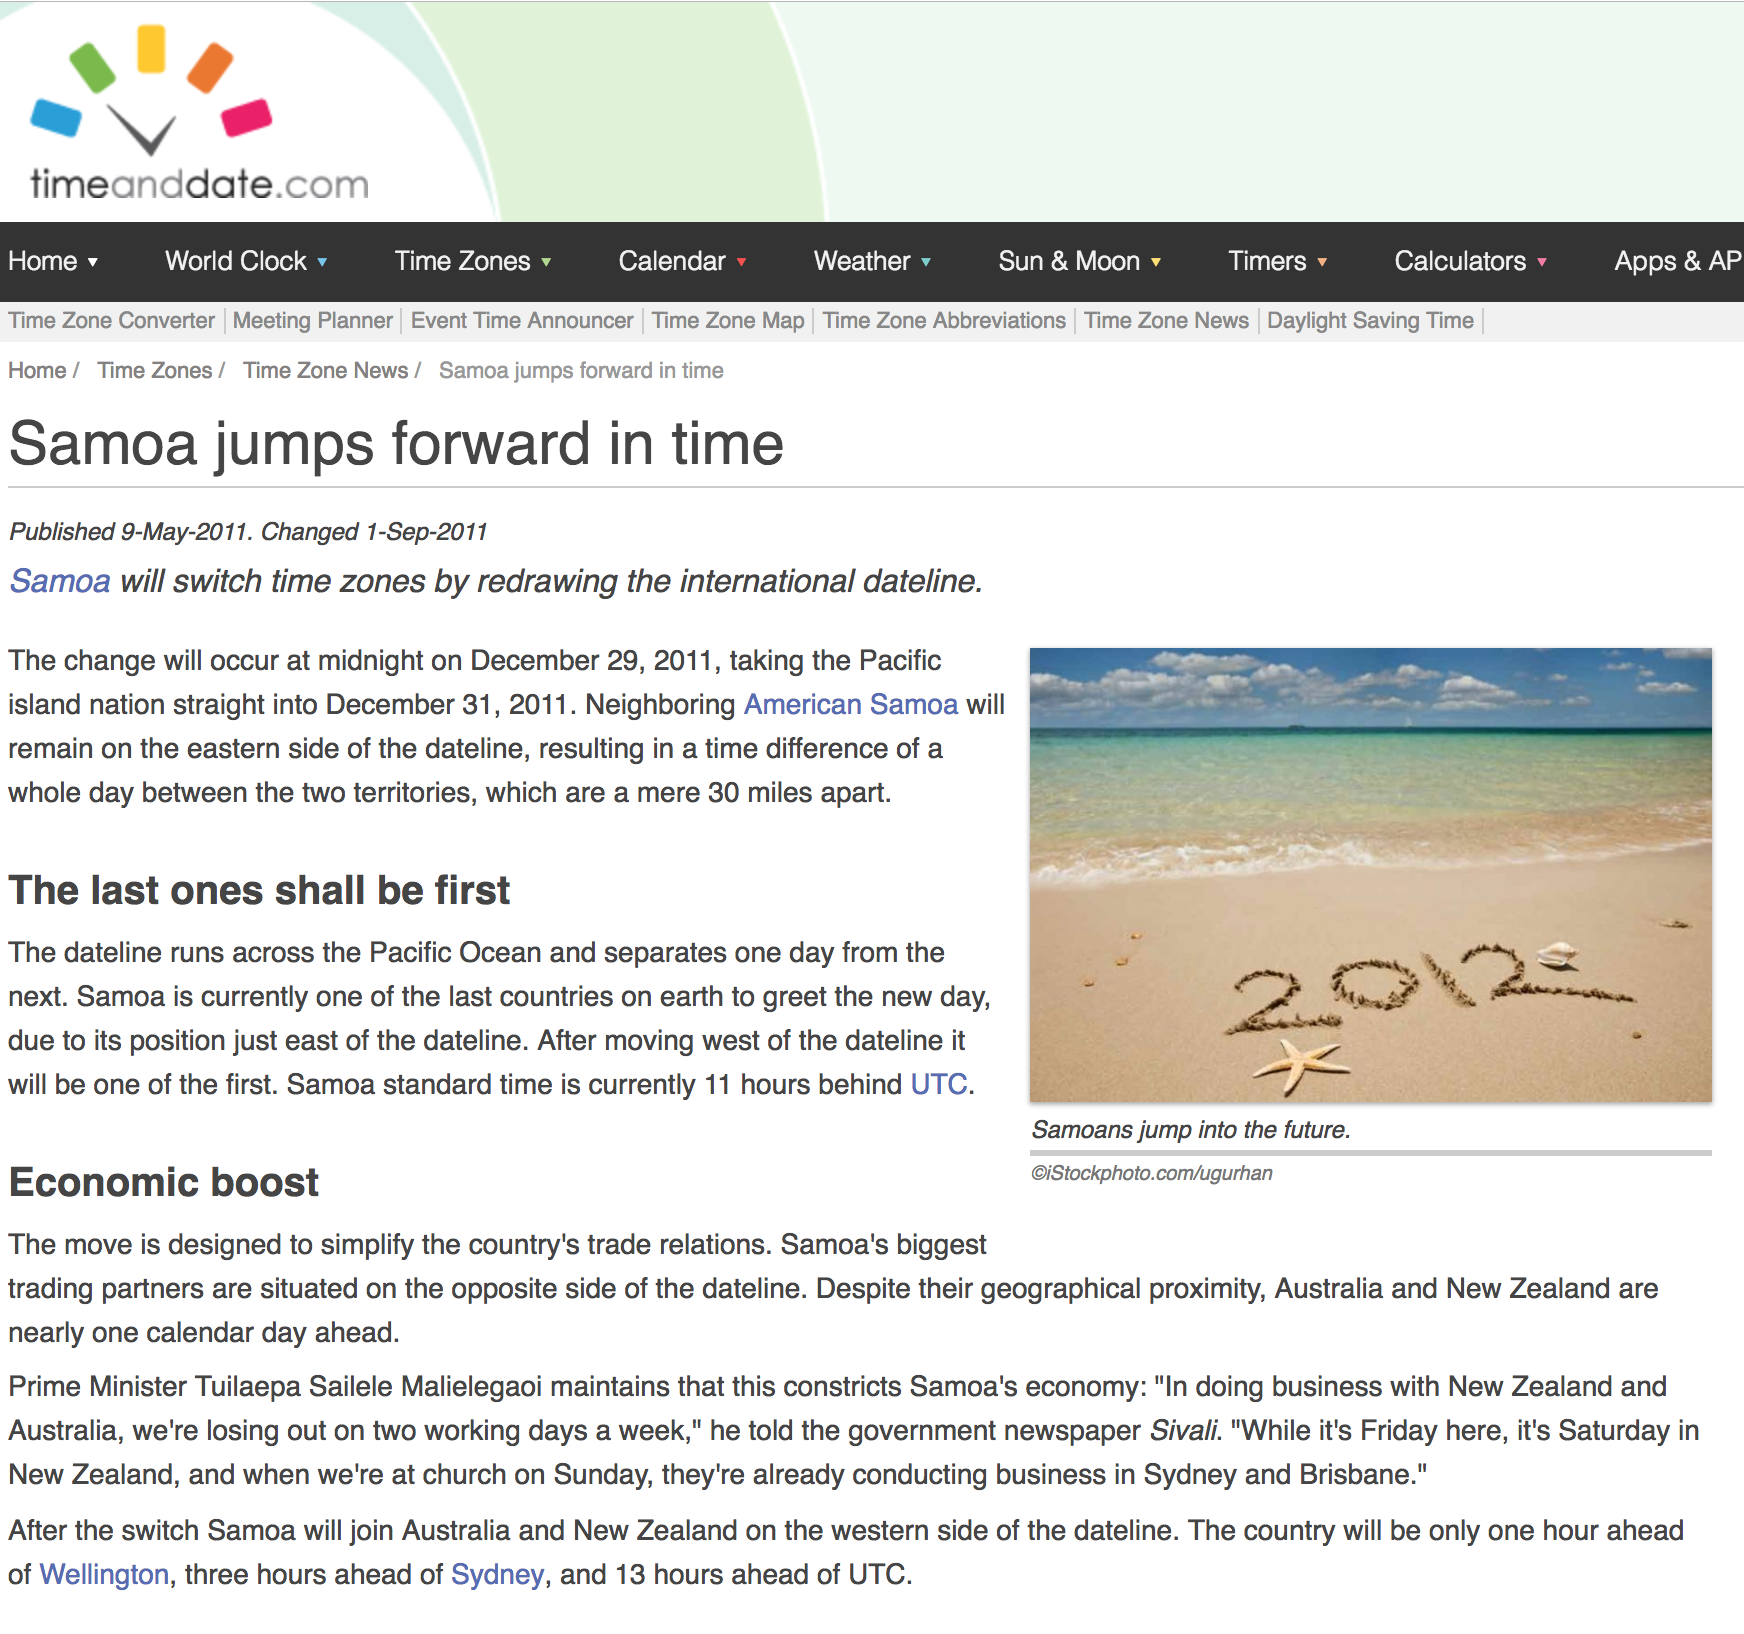 timeanddate.com
Home World Clock Time Zones Calendar Weather Sun & Moon Timers Calculators Apps & AP
Time Zone Converter Meeting Planner Event Time Announcer Time Zone Map Time Zone Abbreviations Time Zone News Daylight Saving Time
Home / Time Zones / Time Zone News / Samoa jumps forward in time
Samoa jumps forward in time
Published 9-May-2011. Changed 1-Sep-2011
Samoa will switch time zones by redrawing the international dateline.
The change will occur at midnight on December 29, 2011, taking the Pacific
island nation straight into December 31, 2011. Neighboring American Samoa will
remain on the eastern side of the dateline, resulting in a time difference of a
whole day between the two territories, which are a mere 30 miles apart.
The last ones shall be first
The dateline runs across the Pacific Ocean and separates one day from the
next. Samoa is currently one of the last countries on earth to greet the new day,
due to its position just east of the dateline. After moving west of the dateline it
will be one of the first. Samoa standard time is currently 11 hours behind UTC.
2012
Samoans jump into the future.
©iStockphoto.com/ugurhan
Economic boost
The move is designed to simplify the country's trade relations. Samoa's biggest
trading partners are situated on the opposite side of the dateline. Despite their geographical proximity, Australia and New Zealand are
nearly one calendar day ahead.
Prime Minister Tuilaepa Sailele Malielegaoi maintains that this constricts Samoa's economy: "In doing business with New Zealand and
Australia, we're losing out on two working days a week," he told the government newspaper Sivali. "While it's Friday here, it's Saturday in
New Zealand, and when we're at church on Sunday, they're already conducting business in Sydney and Brisbane."
After the switch Samoa will join Australia and New Zealand on the western side of the dateline. The country will be only one hour ahead
of Wellington, three hours ahead of Sydney, and 13 hours ahead of UTC.